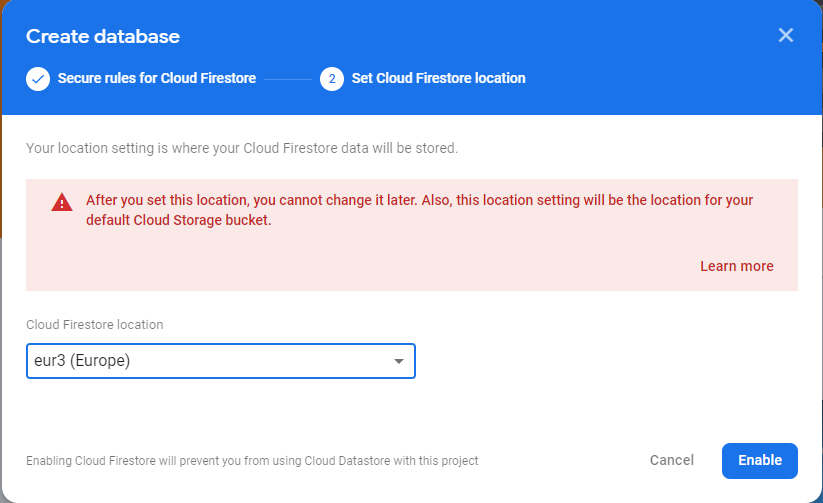 Create database
Secure rules for Cloud Firestore
2 Set Cloud Firestore location
Your location setting is where your Cloud Firestore data will be stored.
After you set this location, you cannot change it later. Also, this location setting will be the location for your
default Cloud Storage bucket.
Learn more
Cloud Firestore location
eur3 (Europe)
Enabling Cloud Firestore will prevent you from using Cloud Datastore with this project
Cancel
Enable